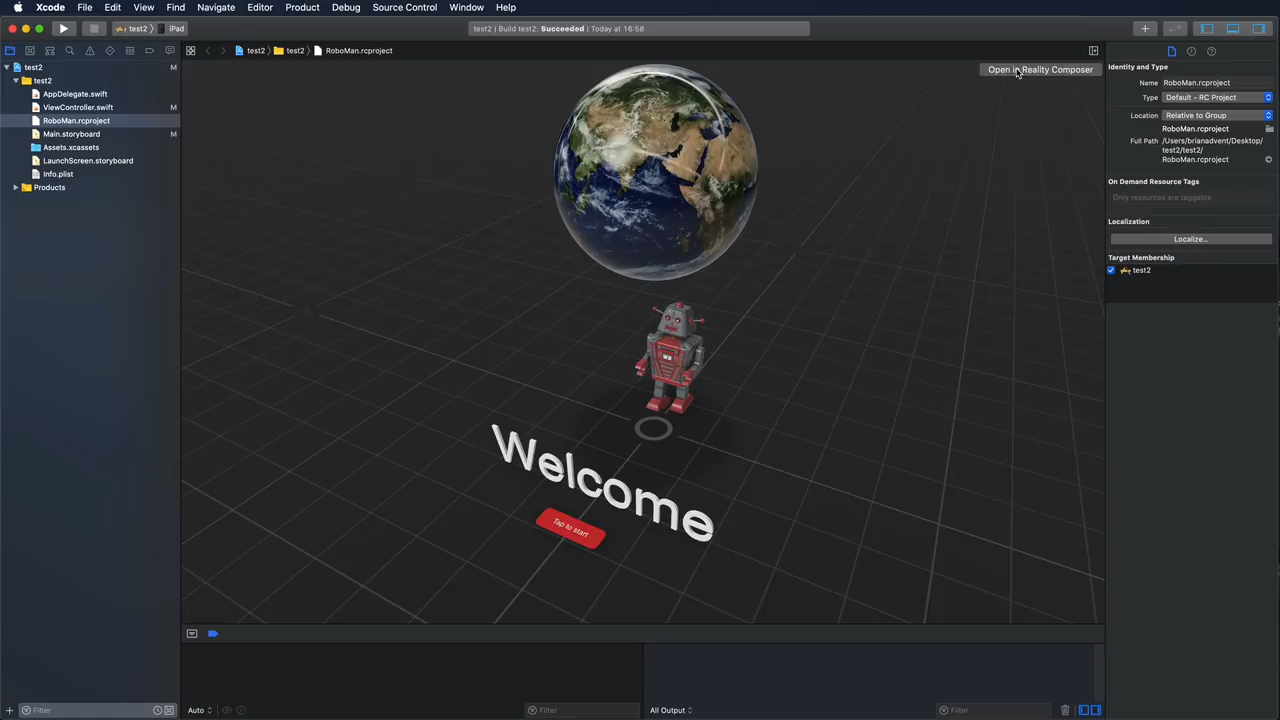 Xcode File Edit View Find Navigate Editor Product Debug Source Control Window Help
test2 iPad
test2 | Build test2: Succeeded | Today at 16:58
test2 test2 RoboMan.rcproject
test2 M
test2
AppDelegate.swift
ViewController.swift M
RoboMan.rcproject
Main.storyboard M
Assets.xcassets
LaunchScreen.storyboard
Info.plist
Products
Open in Reality Composer
Welcome
Tap to start
Identity and Type
Name RoboMan.rcproject
Type Default - RC Project
Location Relative to Group
RoboMan.rcproject
Full Path /Users/brianadvent/Desktop/
test2/test2/
RoboMan.rcproject
On Demand Resource Tags
Only resources are taggable
Localization
Localize...
Target Membership
test2
Filter
Auto
Filter
All Output
Filter